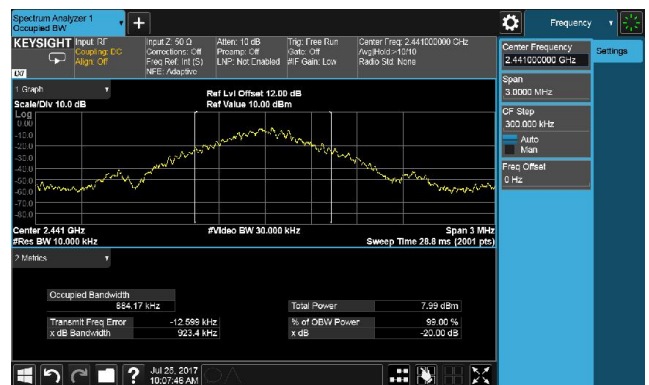 Spectrum Analyzer 1
Occupied BW
+
Frequency
KEYSIGHT
Input: RF
Coupling: DC
Align: Off
Input Z: 50 Ω
Corrections: Off
Freq Ref: Int (S)
NFE: Adaptive
Atten: 10 dB
Preamp: Off
LNP: Not Enabled
Trig: Free Run
Gate: Off
#IF Gain: Low
Center Freq: 2.441000000 GHz
Avg|Hold:>10/10
Radio Std: None
Center Frequency
2.441000000 GHz
Settings
Span
3.0000 MHz
CF Step
300.000 kHz
Auto
Man
Freq Offset
0 Hz
1 Graph
Scale/Div 10.0 dB
Ref Lvl Offset 12.00 dB
Ref Value 10.00 dBm
Log
0.00
-10.0
-20.0
-30.0
-40.0
-50.0
-60.0
-70.0
-80.0
Center 2.441 GHz
#Res BW 10.000 kHz
#Video BW 30.000 kHz
Span 3 MHz
Sweep Time 28.8 ms (2001 pts)
2 Metrics
Occupied Bandwidth
884.17 kHz
Total Power 7.99 dBm
Transmit Freq Error -12.599 kHz
% of OBW Power 99.00 %
x dB Bandwidth 923.4 kHz
x dB -20.00 dB
?
Jul 25, 2017
10:07:46 AM